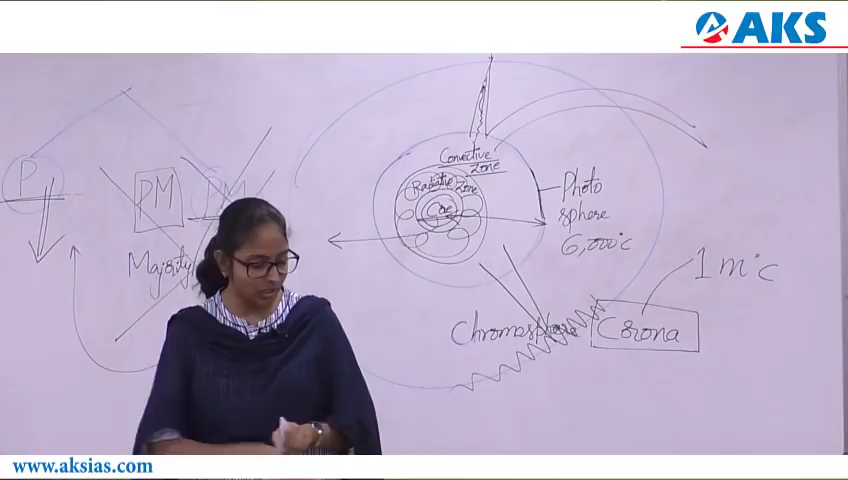 AKS
P
PM
PM
Majority
Convective
Zone
Radiative Zone
Core
Photo
sphere
6,000°C
1 m°C
Chromosphere
Corona
www.aksias.com